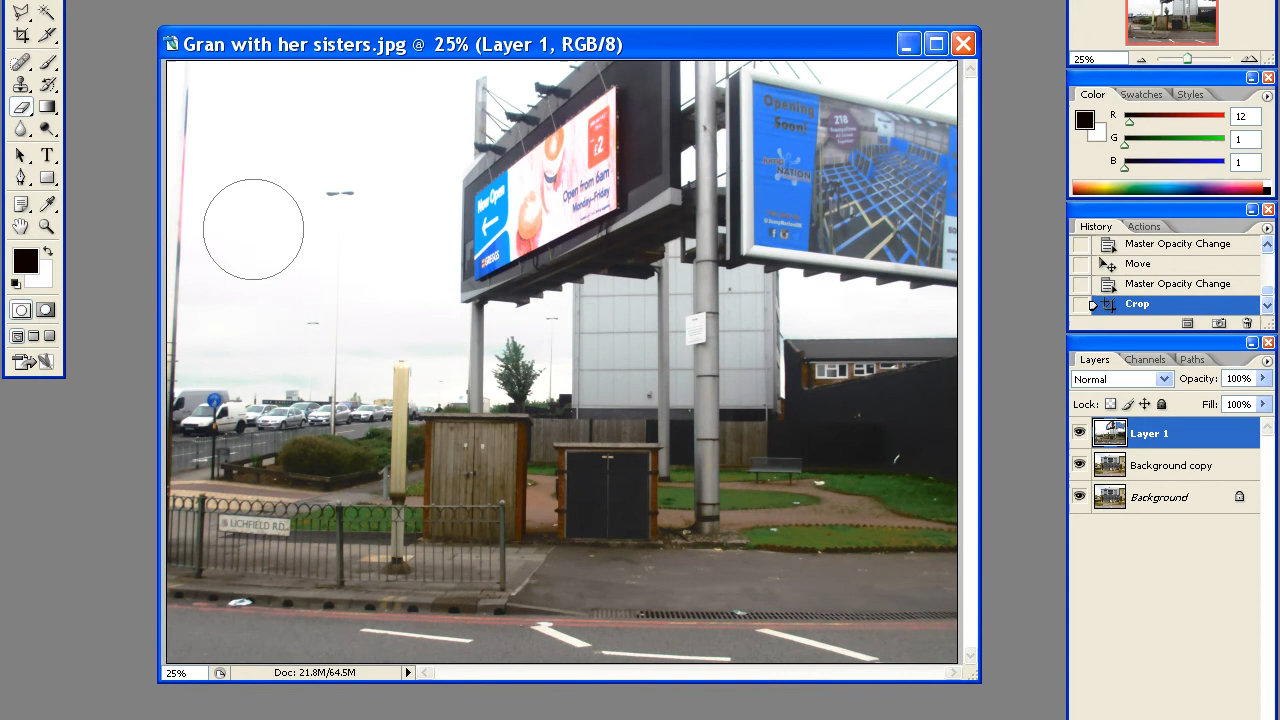 Gran with her sisters.jpg @ 25% (Layer 1, RGB/8)
New Open
GREGGS
£2
Open from 6am
Monday-Friday
Opening
Soon!
218
NATION
LICHFIELD RD
25%
Doc: 21.8M/64.5M
25%
Color
Swatches
Styles
R
12
G
1
B
1
History
Actions
Master Opacity Change
Move
Master Opacity Change
Crop
Layers
Channels
Paths
Normal
Opacity:
100%
Lock:
Fill:
100%
Layer 1
Background copy
Background